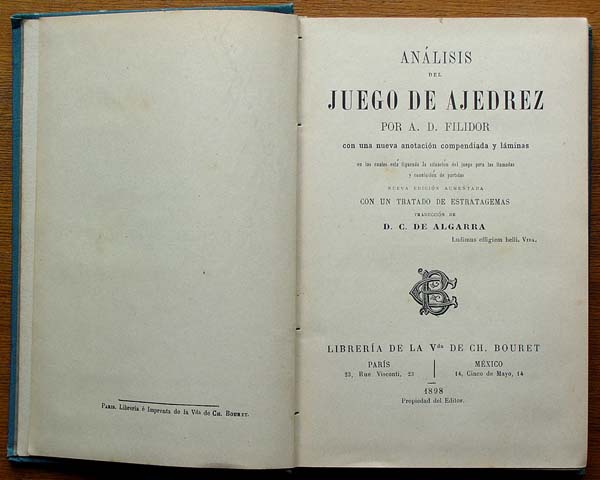 Paris. Librería é Imprenta de la Vda de Ch. Bouret.
ANÁLISIS
DEL
JUEGO DE AJEDREZ
POR A. D. FILIDOR
con una nueva anotación compendiada y láminas
en las cuales está figurada la situación del juego para las llamadas
y conclusión de partidas
NUEVA EDICIÓN AUMENTADA
CON UN TRATADO DE ESTRATAGEMAS
TRADUCCIÓN DE
D. C. DE ALGARRA
Ludimus effigiem belli. Vida.
CB
LIBRERÍA DE LA Vda DE CH. BOURET
PARÍS
23, Rue Visconti, 23
MÉXICO
14, Cinco de Mayo, 14
1898
Propiedad del Editor.